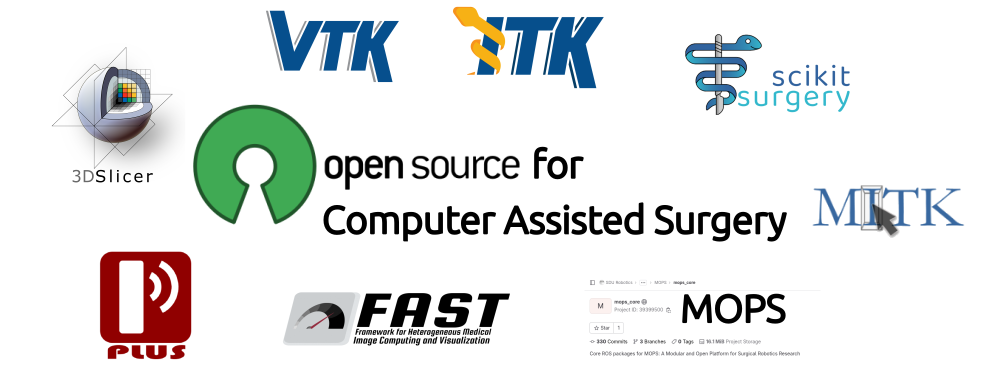 VTK
ITK
scikit
surgery
3DSlicer
open source for
Computer Assisted Surgery
MITK
PLUS
FAST
Framework for Heterogeneous Medical
Image Computing and Visualization
SGU Robotics
MOPS
mops_core
M
mops_core
Project ID: 39399500
MOPS
Star 1
330 Commits 3 Branches 0 Tags 16.1 MiB Project Storage
Core ROS packages for MOPS: A Modular and Open Platform for Surgical Robotics Research